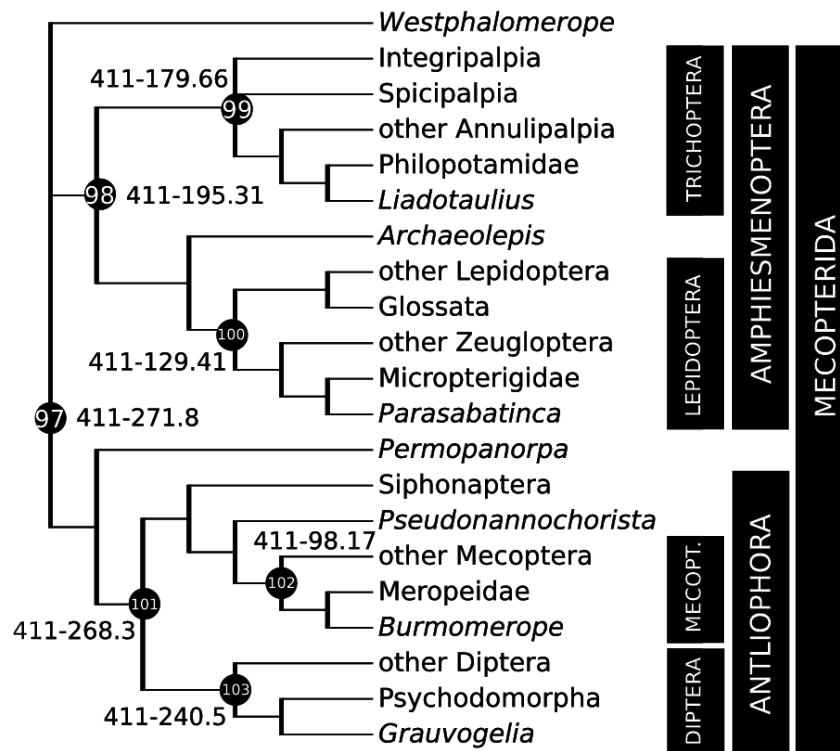 Westphalomerope
Integripalpia
411-179.66
Spicipalpia
99
other Annulipalpia
Philopotamidae
98
411-195.31
Liadotaulius
Archaeolepis
other Lepidoptera
Glossata
100
other Zeugloptera
411-129.41
Micropterigidae
97
411-271.8
Parasabatinca
Permopanorpa
Siphonaptera
Pseudonannochorista
411-98.17
other Mecoptera
102
Meropeidae
101
411-268.3
Burmomerope
other Diptera
103
Psychodomorpha
411-240.5
Grauvogelia
TRICHOPTERA
LEPIDOPTERA
MECOPT.
DIPTERA
AMPHIESMENOPTERA
ANTLIOPHORA
MECOPTERIDA